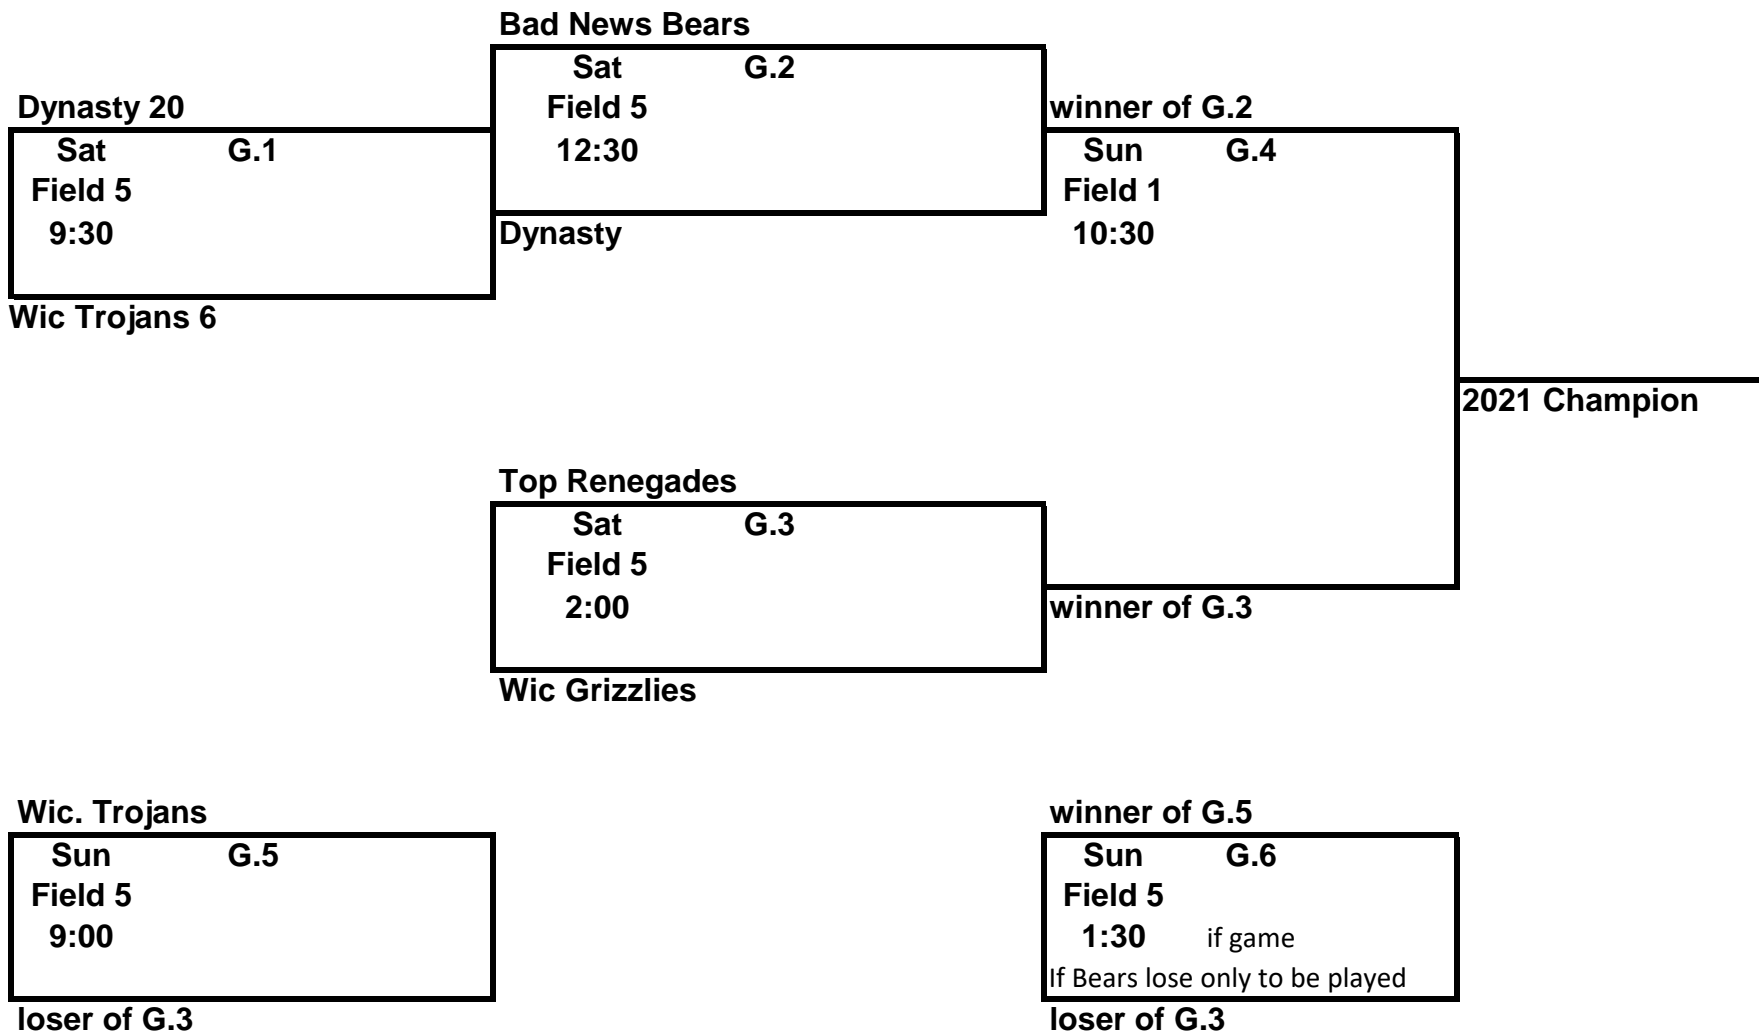 Bad News Bears
Sat G.2
Dynasty 20 Field 5 winner of G.2
Sat G.1 12:30 Sun G.4
Field 5 Field 1
9:30 Dynasty 10:30
Wic Trojans 6
2021 Champion
Top Renegades
Sat G.3
Field 5
2:00 winner of G.3
Wic Grizzlies
Wic. Trojans winner of G.5
Sun G.5 Sun G.6
Field 5 Field 5
9:00 1:30 if game
If Bears lose only to be played
loser of G.3 loser of G.3